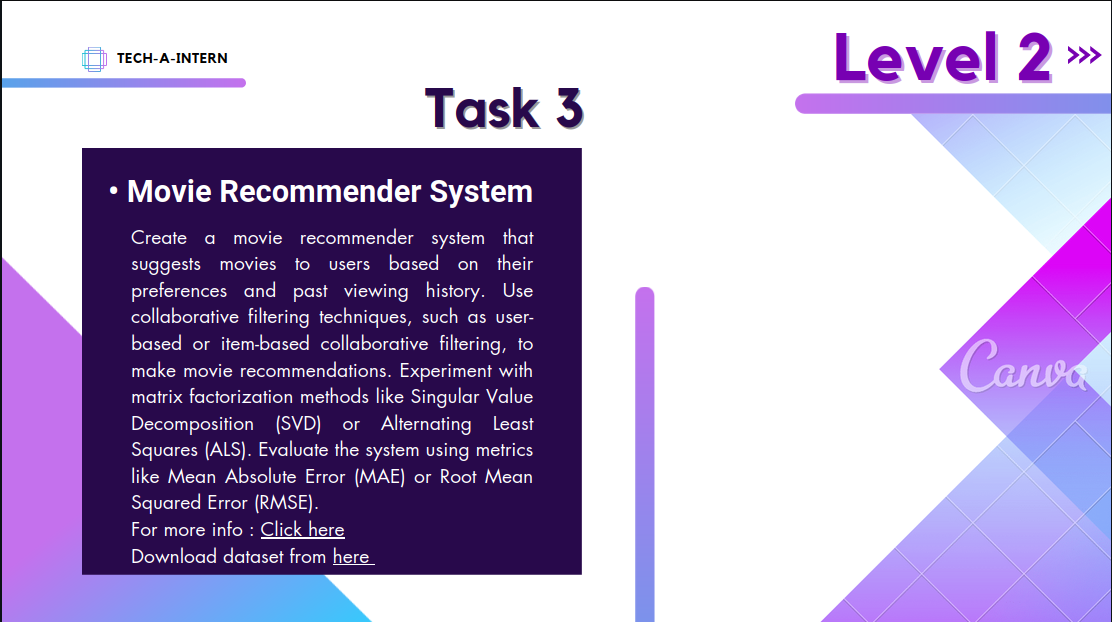 TECH-A-INTERN
Level 2 >>>
Task 3
• Movie Recommender System
Create a movie recommender system that
suggests movies to users based on their
preferences and past viewing history. Use
collaborative filtering techniques, such as user-
based or item-based collaborative filtering, to
make movie recommendations. Experiment with
matrix factorization methods like Singular Value
Decomposition (SVD) or Alternating Least
Squares (ALS). Evaluate the system using metrics
like Mean Absolute Error (MAE) or Root Mean
Squared Error (RMSE).
For more info : Click here
Download dataset from here
Canva